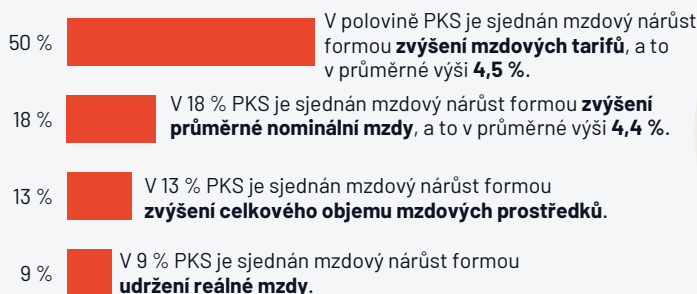 50 %
V polovině PKS je sjednán mzdový nárůst
formou zvýšení mzdových tarifů, a to
v průměrné výši 4,5 %.
18 %
V 18 % PKS je sjednán mzdový nárůst formou zvýšení
průměrné nominální mzdy, a to v průměrné výši 4,4 %.
13 %
V 13 % PKS je sjednán mzdový nárůst formou
zvýšení celkového objemu mzdových prostředků.
9 %
V 9 % PKS je sjednán mzdový nárůst formou
udržení reálné mzdy.